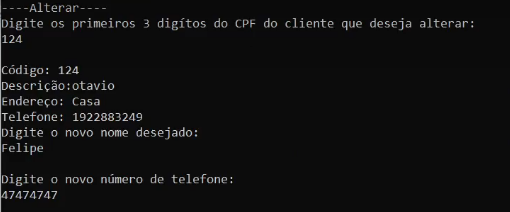 ----Alterar----
Digite os primeiros 3 digítos do CPF do cliente que deseja alterar:
124
Código: 124
Descrição:otavio
Endereço: Casa
Telefone: 1922883249
Digite o novo nome desejado:
Felipe
Digite o novo número de telefone:
47474747